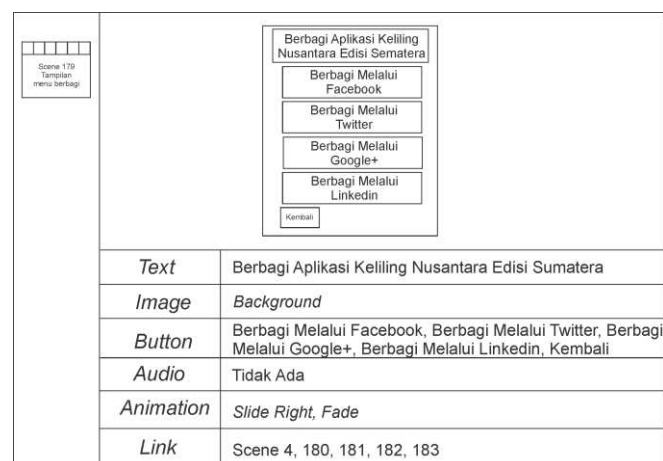 Scene 179
Tampilan
menu berbagi
Berbagi Aplikasi Keliling
Nusantara Edisi Sematera
Berbagi Melalui
Facebook
Berbagi Melalui
Twitter
Berbagi Melalui
Google+
Berbagi Melalui
Linkedin
Kembali
Text
Berbagi Aplikasi Keliling Nusantara Edisi Sumatera
Image
Background
Button
Berbagi Melalui Facebook, Berbagi Melalui Twitter, Berbagi
Melalui Google+, Berbagi Melalui Linkedin, Kembali
Audio
Tidak Ada
Animation
Slide Right, Fade
Link
Scene 4, 180, 181, 182, 183